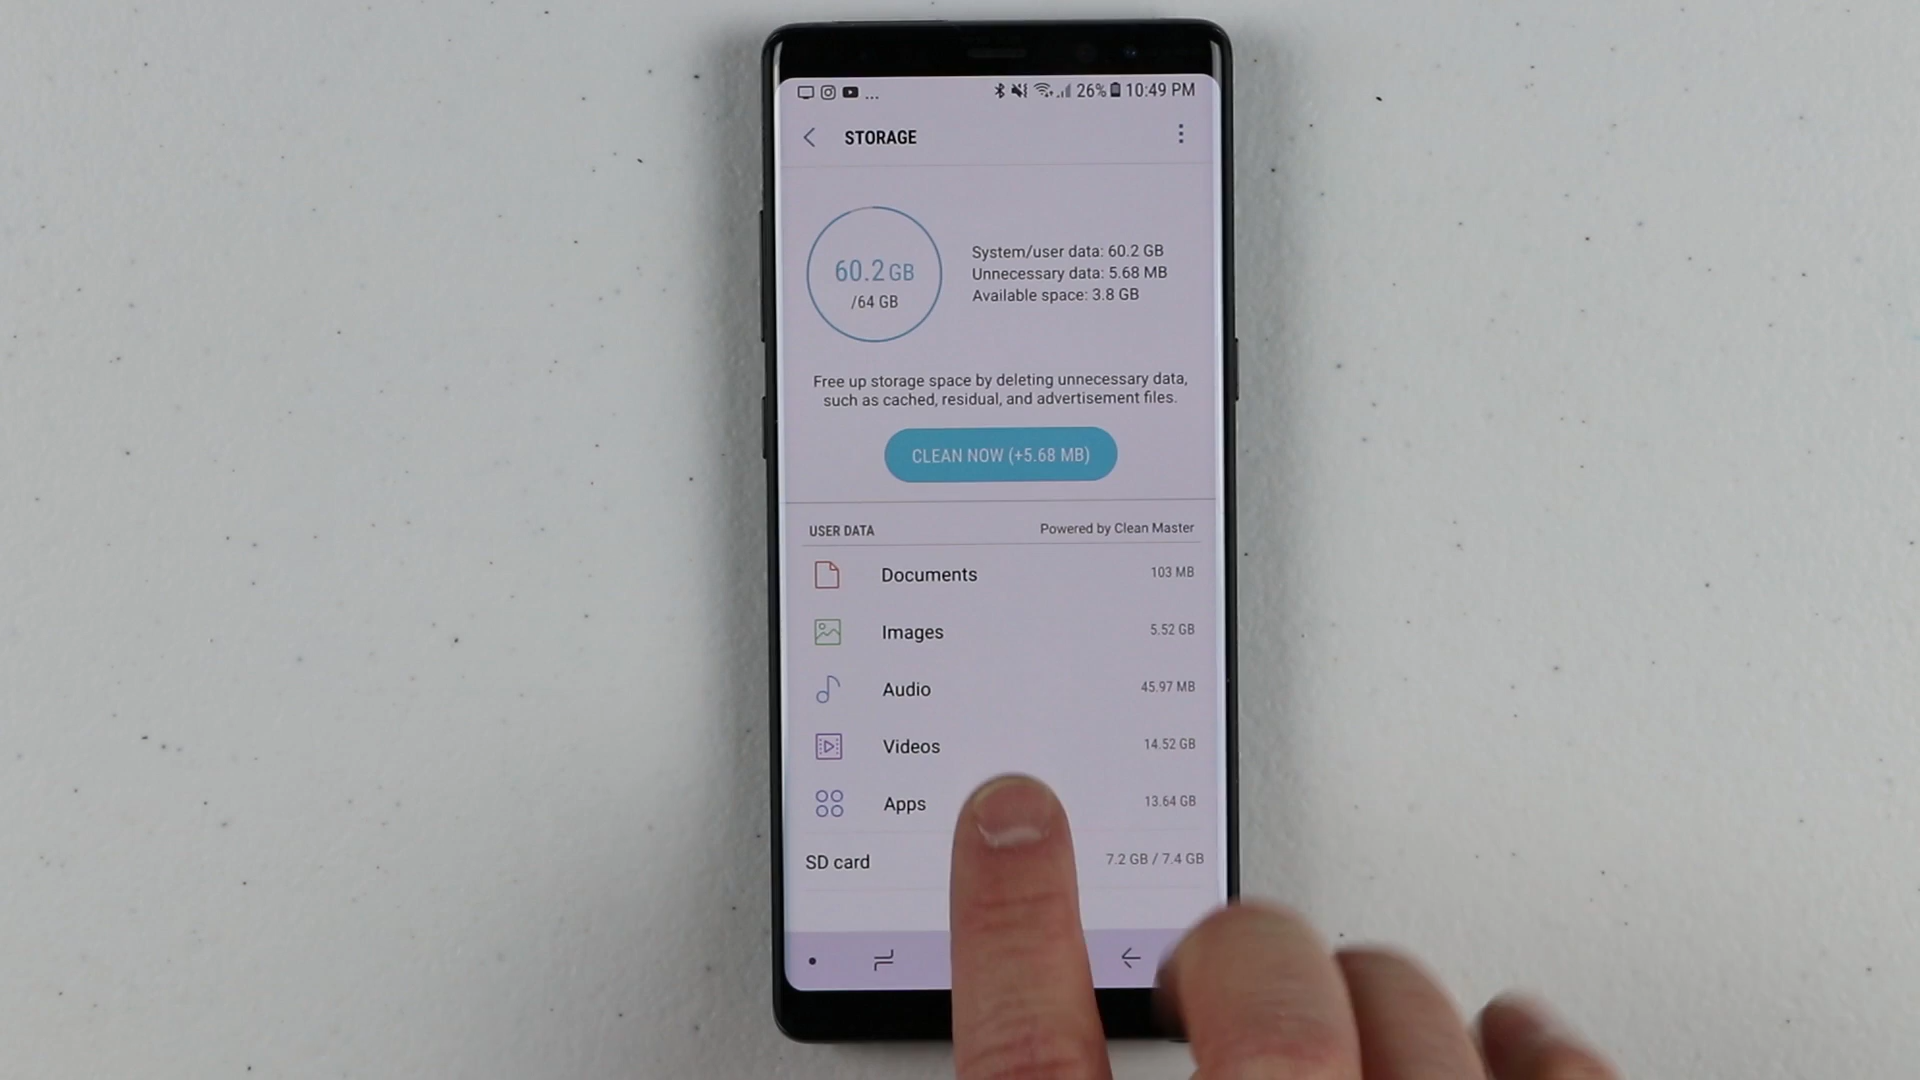 ... 26% 10:49 PM
STORAGE
60.2 GB
/64 GB
System/user data: 60.2 GB
Unnecessary data: 5.68 MB
Available space: 3.8 GB
Free up storage space by deleting unnecessary data,
such as cached, residual, and advertisement files.
CLEAN NOW (+5.68 MB)
USER DATA Powered by Clean Master
Documents 103 MB
Images 5.52 GB
Audio 45.97 MB
Videos 14.52 GB
Apps 13.64 GB
SD card 7.2 GB / 7.4 GB